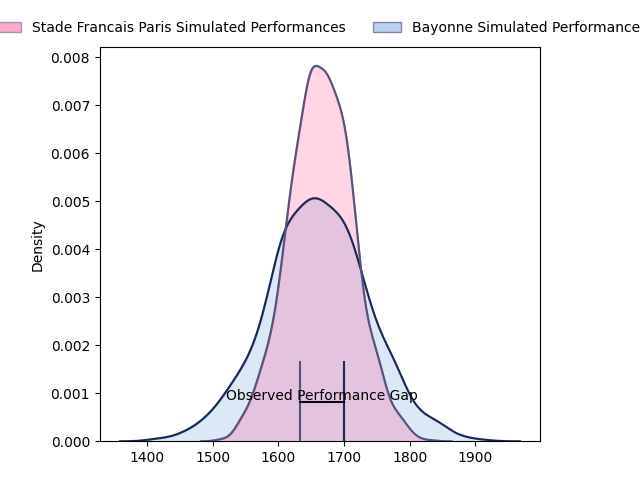 Stade Francais Paris Simulated Performances
Bayonne Simulated Performance
0.008
0.007
0.006
0.005
0.004
0.003
0.002
0.001
0.000
Density
Observed Performance Gap
1400 1500 1600 1700 1800 1900